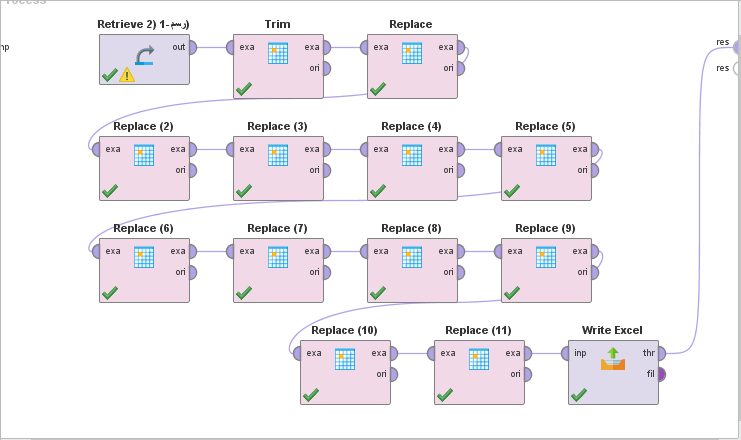 Process
Retrieve 2) 1-
Trim
Replace
inp
out
exa exa
ori
exa exa
ori
res
res
Replace (2)
Replace (3)
Replace (4)
Replace (5)
exa exa
ori
exa exa
ori
exa exa
ori
exa exa
ori
Replace (6)
Replace (7)
Replace (8)
Replace (9)
exa exa
ori
exa exa
ori
exa exa
ori
exa exa
ori
Replace (10)
Replace (11)
Write Excel
exa exa
ori
exa exa
ori
inp thr
fil